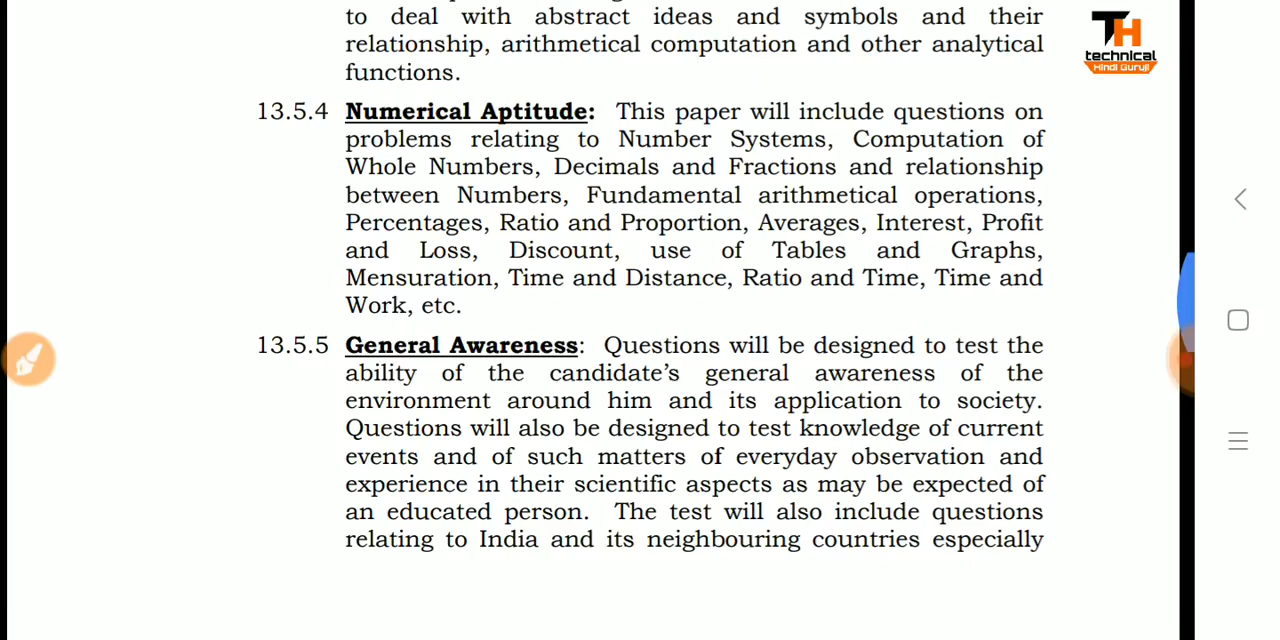 to deal with abstract ideas and symbols and their
relationship, arithmetical computation and other analytical
functions.
13.5.4 Numerical Aptitude: This paper will include questions on
problems relating to Number Systems, Computation of
Whole Numbers, Decimals and Fractions and relationship
between Numbers, Fundamental arithmetical operations,
Percentages, Ratio and Proportion, Averages, Interest, Profit
and Loss, Discount, use of Tables and Graphs,
Mensuration, Time and Distance, Ratio and Time, Time and
Work, etc.
13.5.5 General Awareness: Questions will be designed to test the
ability of the candidate's general awareness of the
environment around him and its application to society.
Questions will also be designed to test knowledge of current
events and of such matters of everyday observation and
experience in their scientific aspects as may be expected of
an educated person. The test will also include questions
relating to India and its neighbouring countries especially
TH
technical
Hindi Guruji